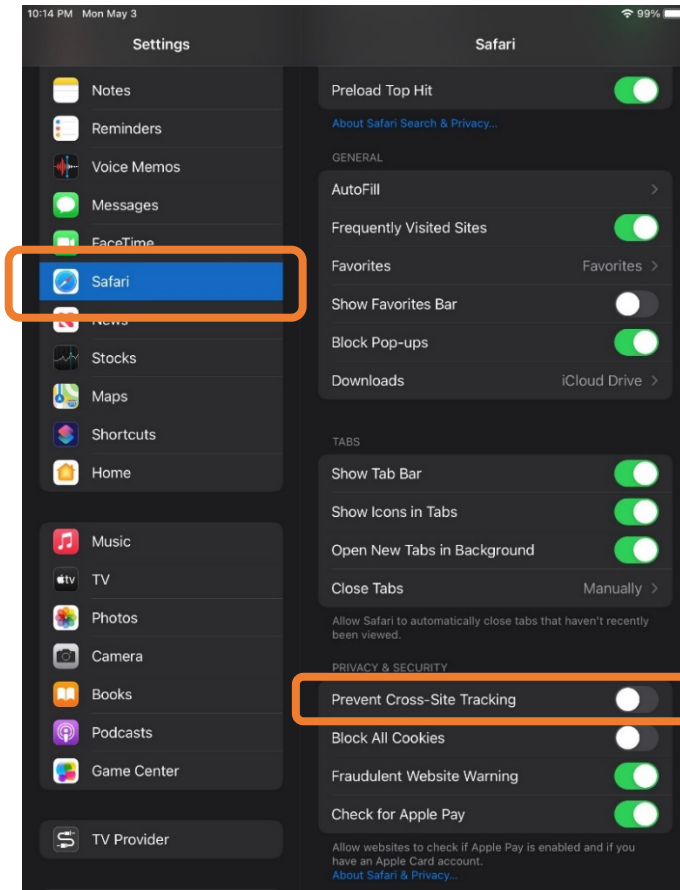 10:14 PM Mon May 3
99%
Settings
Safari
Notes
Reminders
Voice Memos
Messages
FaceTime
Safari
News
Stocks
Maps
Shortcuts
Home
Music
tv
TV
Photos
Camera
Books
Podcasts
Game Center
TV Provider
Preload Top Hit
About Safari Search & Privacy...
GENERAL
AutoFill
Frequently Visited Sites
Favorites Favorites
Show Favorites Bar
Block Pop-ups
Downloads iCloud Drive
TABS
Show Tab Bar
Show Icons in Tabs
Open New Tabs in Background
Close Tabs Manually
Allow Safari to automatically close tabs that haven't recently
been viewed.
PRIVACY & SECURITY
Prevent Cross-Site Tracking
Block All Cookies
Fraudulent Website Warning
Check for Apple Pay
Allow websites to check if Apple Pay is enabled and if you
have an Apple Card account.
About Safari & Privacy...